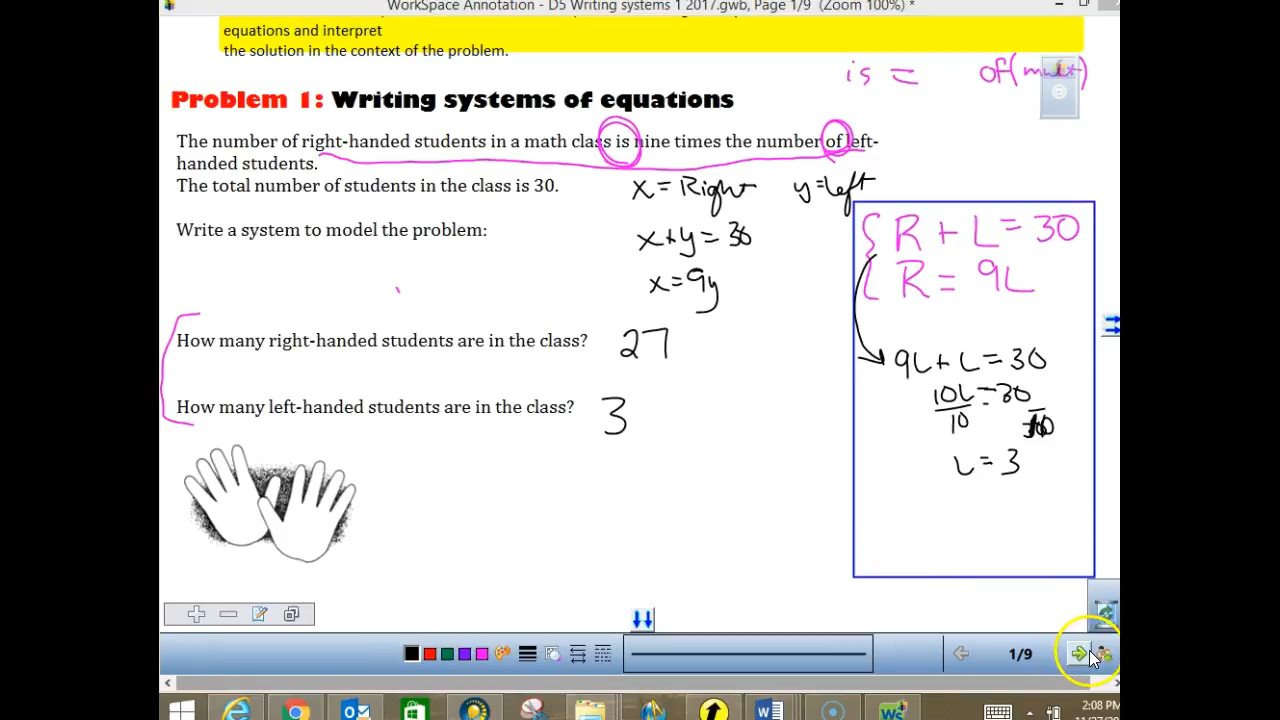 WorkSpace Annotation - D5 Writing systems 1 2017.gwb, Page 1/9 (Zoom 100%) *
equations and interpret
the solution in the context of the problem.
is = of(mult)
Problem 1: Writing systems of equations
The number of right-handed students in a math class is nine times the number of left-
handed students.
The total number of students in the class is 30.
x = Right y = left
Write a system to model the problem:
x+y = 30
x = 9y
R + L = 30
R = 9L
How many right-handed students are in the class? 27
9L + L = 30
10L = 30
10 10
How many left-handed students are in the class? 3
L = 3
1/9
2:08 PM